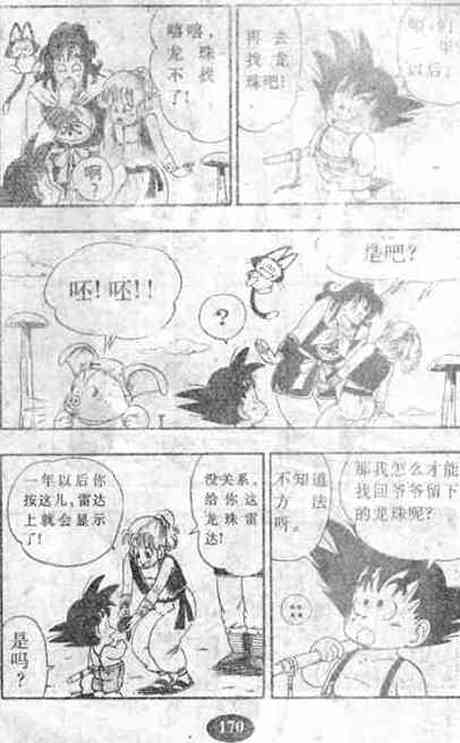 以后
再去
找龙
珠吧!
嘻嘻,
龙珠
不找
了!
啊?
是吧?
?
呸!呸!!
那我怎么才能
找回爷爷留下
的龙珠呢?
不知道
方法
呀。
……
没关系,
给你这
龙珠雷
达!
一年以后你
按这儿,雷达
上就会显示
了!
是
吗?
170